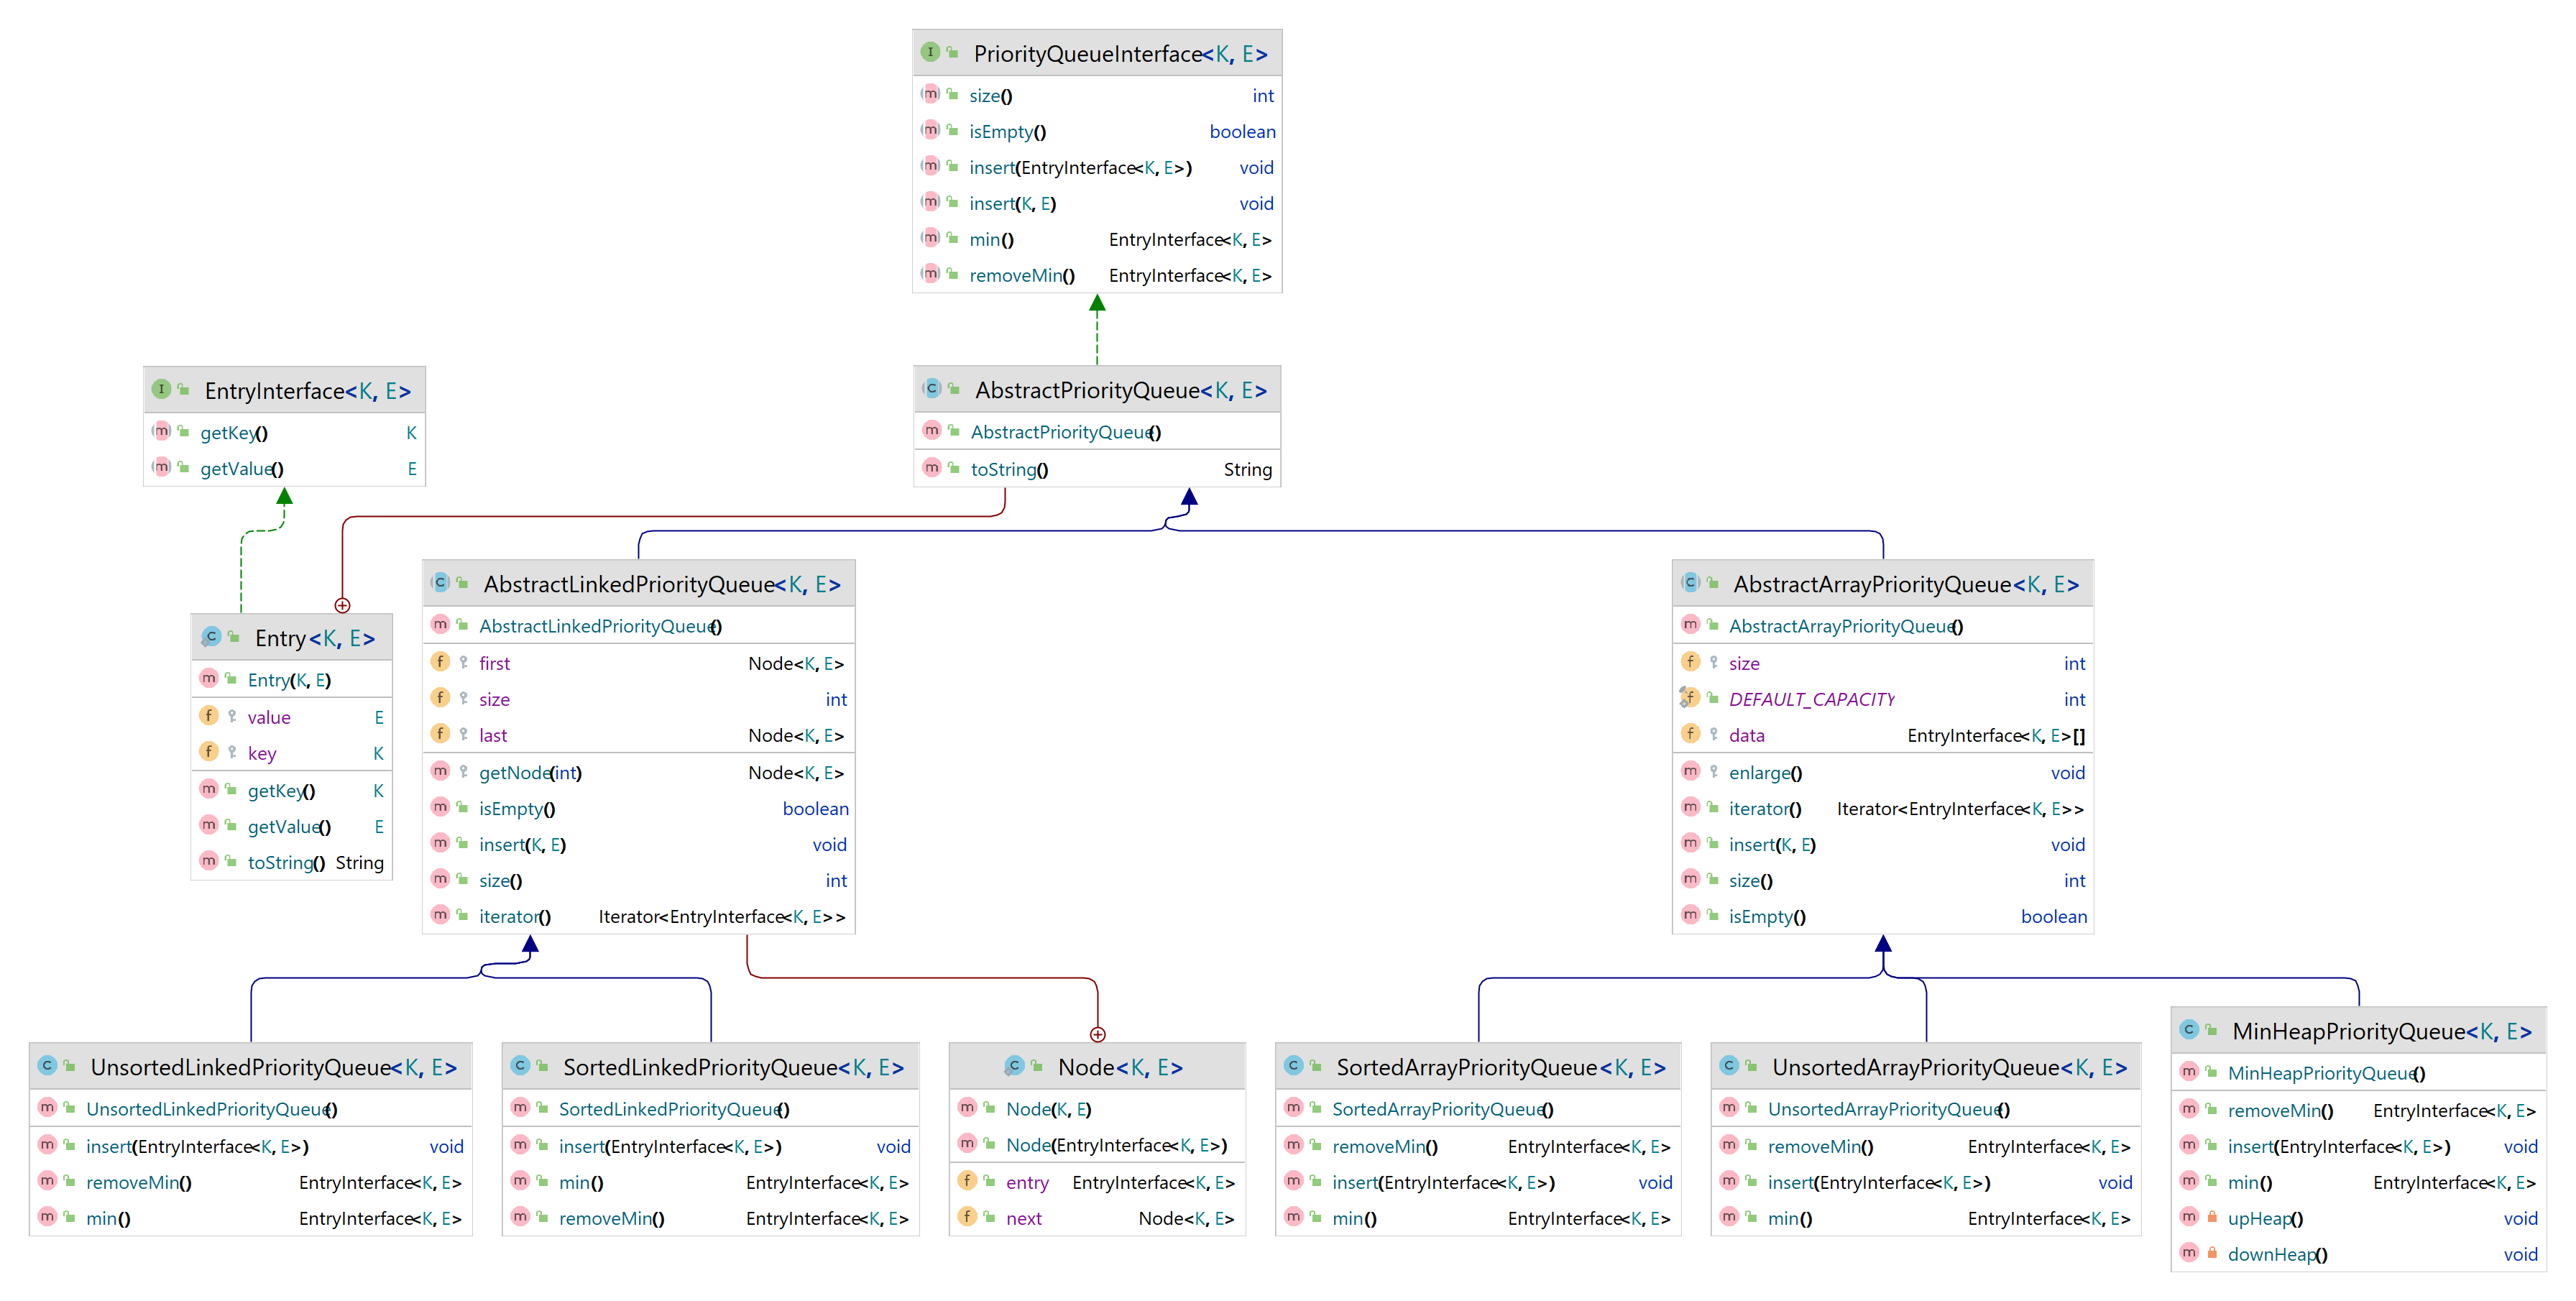 PriorityQueueInterface<K, E>
size() int
isEmpty() boolean
insert(EntryInterface<K, E>) void
insert(K, E) void
min() EntryInterface<K, E>
removeMin() EntryInterface<K, E>
EntryInterface<K, E>
getKey() K
getValue() E
AbstractPriorityQueue<K, E>
AbstractPriorityQueue()
toString() String
Entry<K, E>
Entry(K, E)
value E
key K
getKey() K
getValue() E
toString() String
AbstractLinkedPriorityQueue<K, E>
AbstractLinkedPriorityQueue()
first Node<K, E>
size int
last Node<K, E>
getNode(int) Node<K, E>
isEmpty() boolean
insert(K, E) void
size() int
iterator() Iterator<EntryInterface<K, E>>
AbstractArrayPriorityQueue<K, E>
AbstractArrayPriorityQueue()
size int
DEFAULT_CAPACITY int
data EntryInterface<K, E>[]
enlarge() void
iterator() Iterator<EntryInterface<K, E>>
insert(K, E) void
size() int
isEmpty() boolean
UnsortedLinkedPriorityQueue<K, E>
UnsortedLinkedPriorityQueue()
insert(EntryInterface<K, E>) void
removeMin() EntryInterface<K, E>
min() EntryInterface<K, E>
SortedLinkedPriorityQueue<K, E>
SortedLinkedPriorityQueue()
insert(EntryInterface<K, E>) void
min() EntryInterface<K, E>
removeMin() EntryInterface<K, E>
Node<K, E>
Node(K, E)
Node(EntryInterface<K, E>)
entry EntryInterface<K, E>
next Node<K, E>
SortedArrayPriorityQueue<K, E>
SortedArrayPriorityQueue()
removeMin() EntryInterface<K, E>
insert(EntryInterface<K, E>) void
min() EntryInterface<K, E>
UnsortedArrayPriorityQueue<K, E>
UnsortedArrayPriorityQueue()
removeMin() EntryInterface<K, E>
insert(EntryInterface<K, E>) void
min() EntryInterface<K, E>
MinHeapPriorityQueue<K, E>
MinHeapPriorityQueue()
removeMin() EntryInterface<K, E>
insert(EntryInterface<K, E>) void
min() EntryInterface<K, E>
upHeap() void
downHeap() void